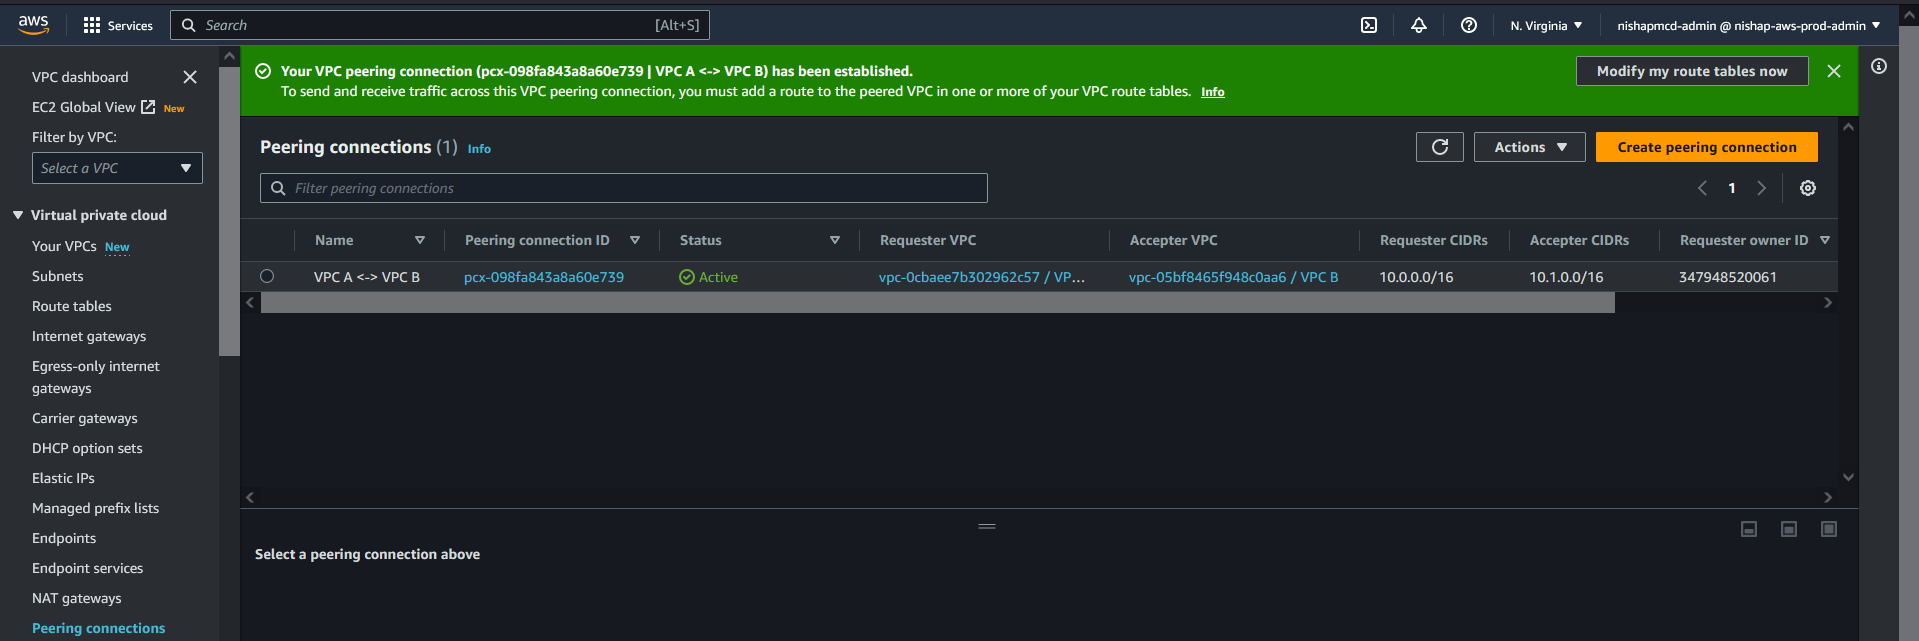 aws
Services
Search [Alt+S]
N. Virginia
nishapmcd-admin @ nishap-aws-prod-admin
VPC dashboard
EC2 Global View New
Filter by VPC:
Select a VPC
Virtual private cloud
Your VPCs New
Subnets
Route tables
Internet gateways
Egress-only internet
gateways
Carrier gateways
DHCP option sets
Elastic IPs
Managed prefix lists
Endpoints
Endpoint services
NAT gateways
Peering connections
Your VPC peering connection (pcx-098fa843a8a60e739 | VPC A <-> VPC B) has been established.
To send and receive traffic across this VPC peering connection, you must add a route to the peered VPC in one or more of your VPC route tables. Info
Modify my route tables now
Peering connections (1) Info
Actions
Create peering connection
Filter peering connections
1
Name Peering connection ID Status Requester VPC Accepter VPC Requester CIDRs Accepter CIDRs Requester owner ID
VPC A <-> VPC B pcx-098fa843a8a60e739 Active vpc-0cbaee7b302962c57 / VP... vpc-05bf8465f948c0aa6 / VPC B 10.0.0.0/16 10.1.0.0/16 347948520061
Select a peering connection above